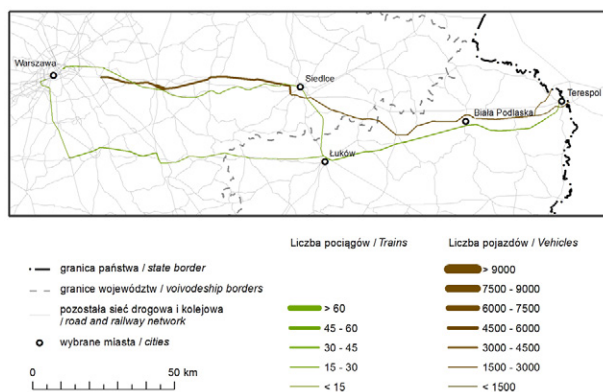 Warszawa
Siedlce
Terespol
Biała Podlaska
Łuków
Liczba pociągów / Trains
Liczba pojazdów / Vehicles
granica państwa / state border
granice województw / voivodeship borders
pozostała sieć drogowa i kolejowa
/ road and railway network
wybrane miasta / cities
0 50 km
> 60
45 - 60
30 - 45
15 - 30
< 15
> 9000
7500 - 9000
6000 - 7500
4500 - 6000
3000 - 4500
1500 - 3000
< 1500